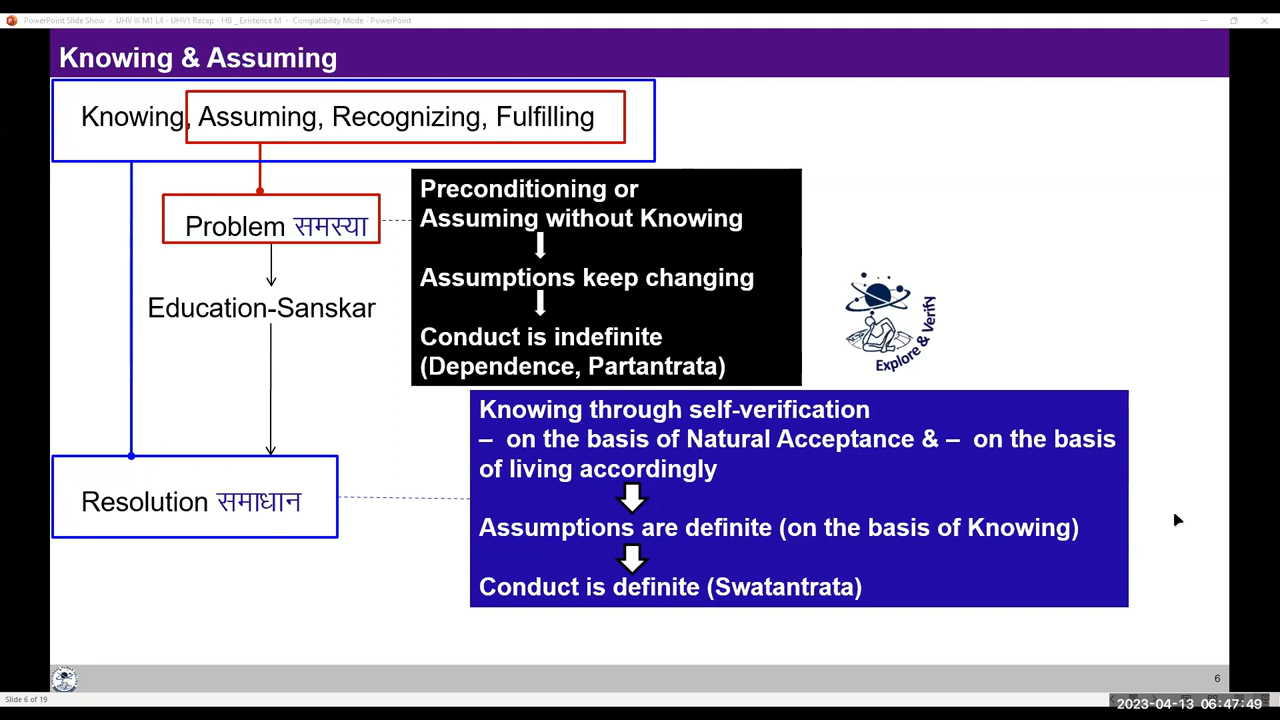 PowerPoint Slide Show - UHV III M1 L4 - UHV1 Recap - HB _ Existence M - Compatibility Mode - PowerPoint
Knowing & Assuming
Knowing, Assuming, Recognizing, Fulfilling
Problem समस्या
Preconditioning or
Assuming without Knowing
Assumptions keep changing
Conduct is indefinite
(Dependence, Partantrata)
Education-Sanskar
Explore & Verify
Knowing through self-verification
– on the basis of Natural Acceptance & – on the basis
of living accordingly
Assumptions are definite (on the basis of Knowing)
Conduct is definite (Swatantrata)
Resolution समाधान
6
Slide 6 of 19
2023-04-13 06:47:49